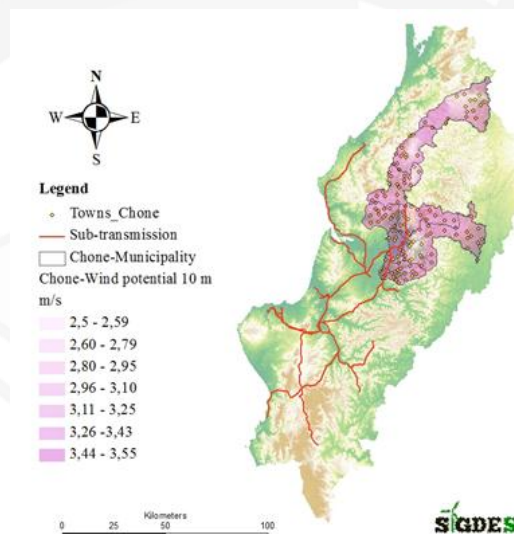 N
W E
S
Legend
Towns_Chone
Sub-transmission
Chone-Municipality
Chone-Wind potential 10 m
m/s
2,5 - 2,59
2,60 - 2,79
2,80 - 2,95
2,96 - 3,10
3,11 - 3,25
3,26 -3,43
3,44 - 3,55
Kilometers
0 25 50 100
SIGDES